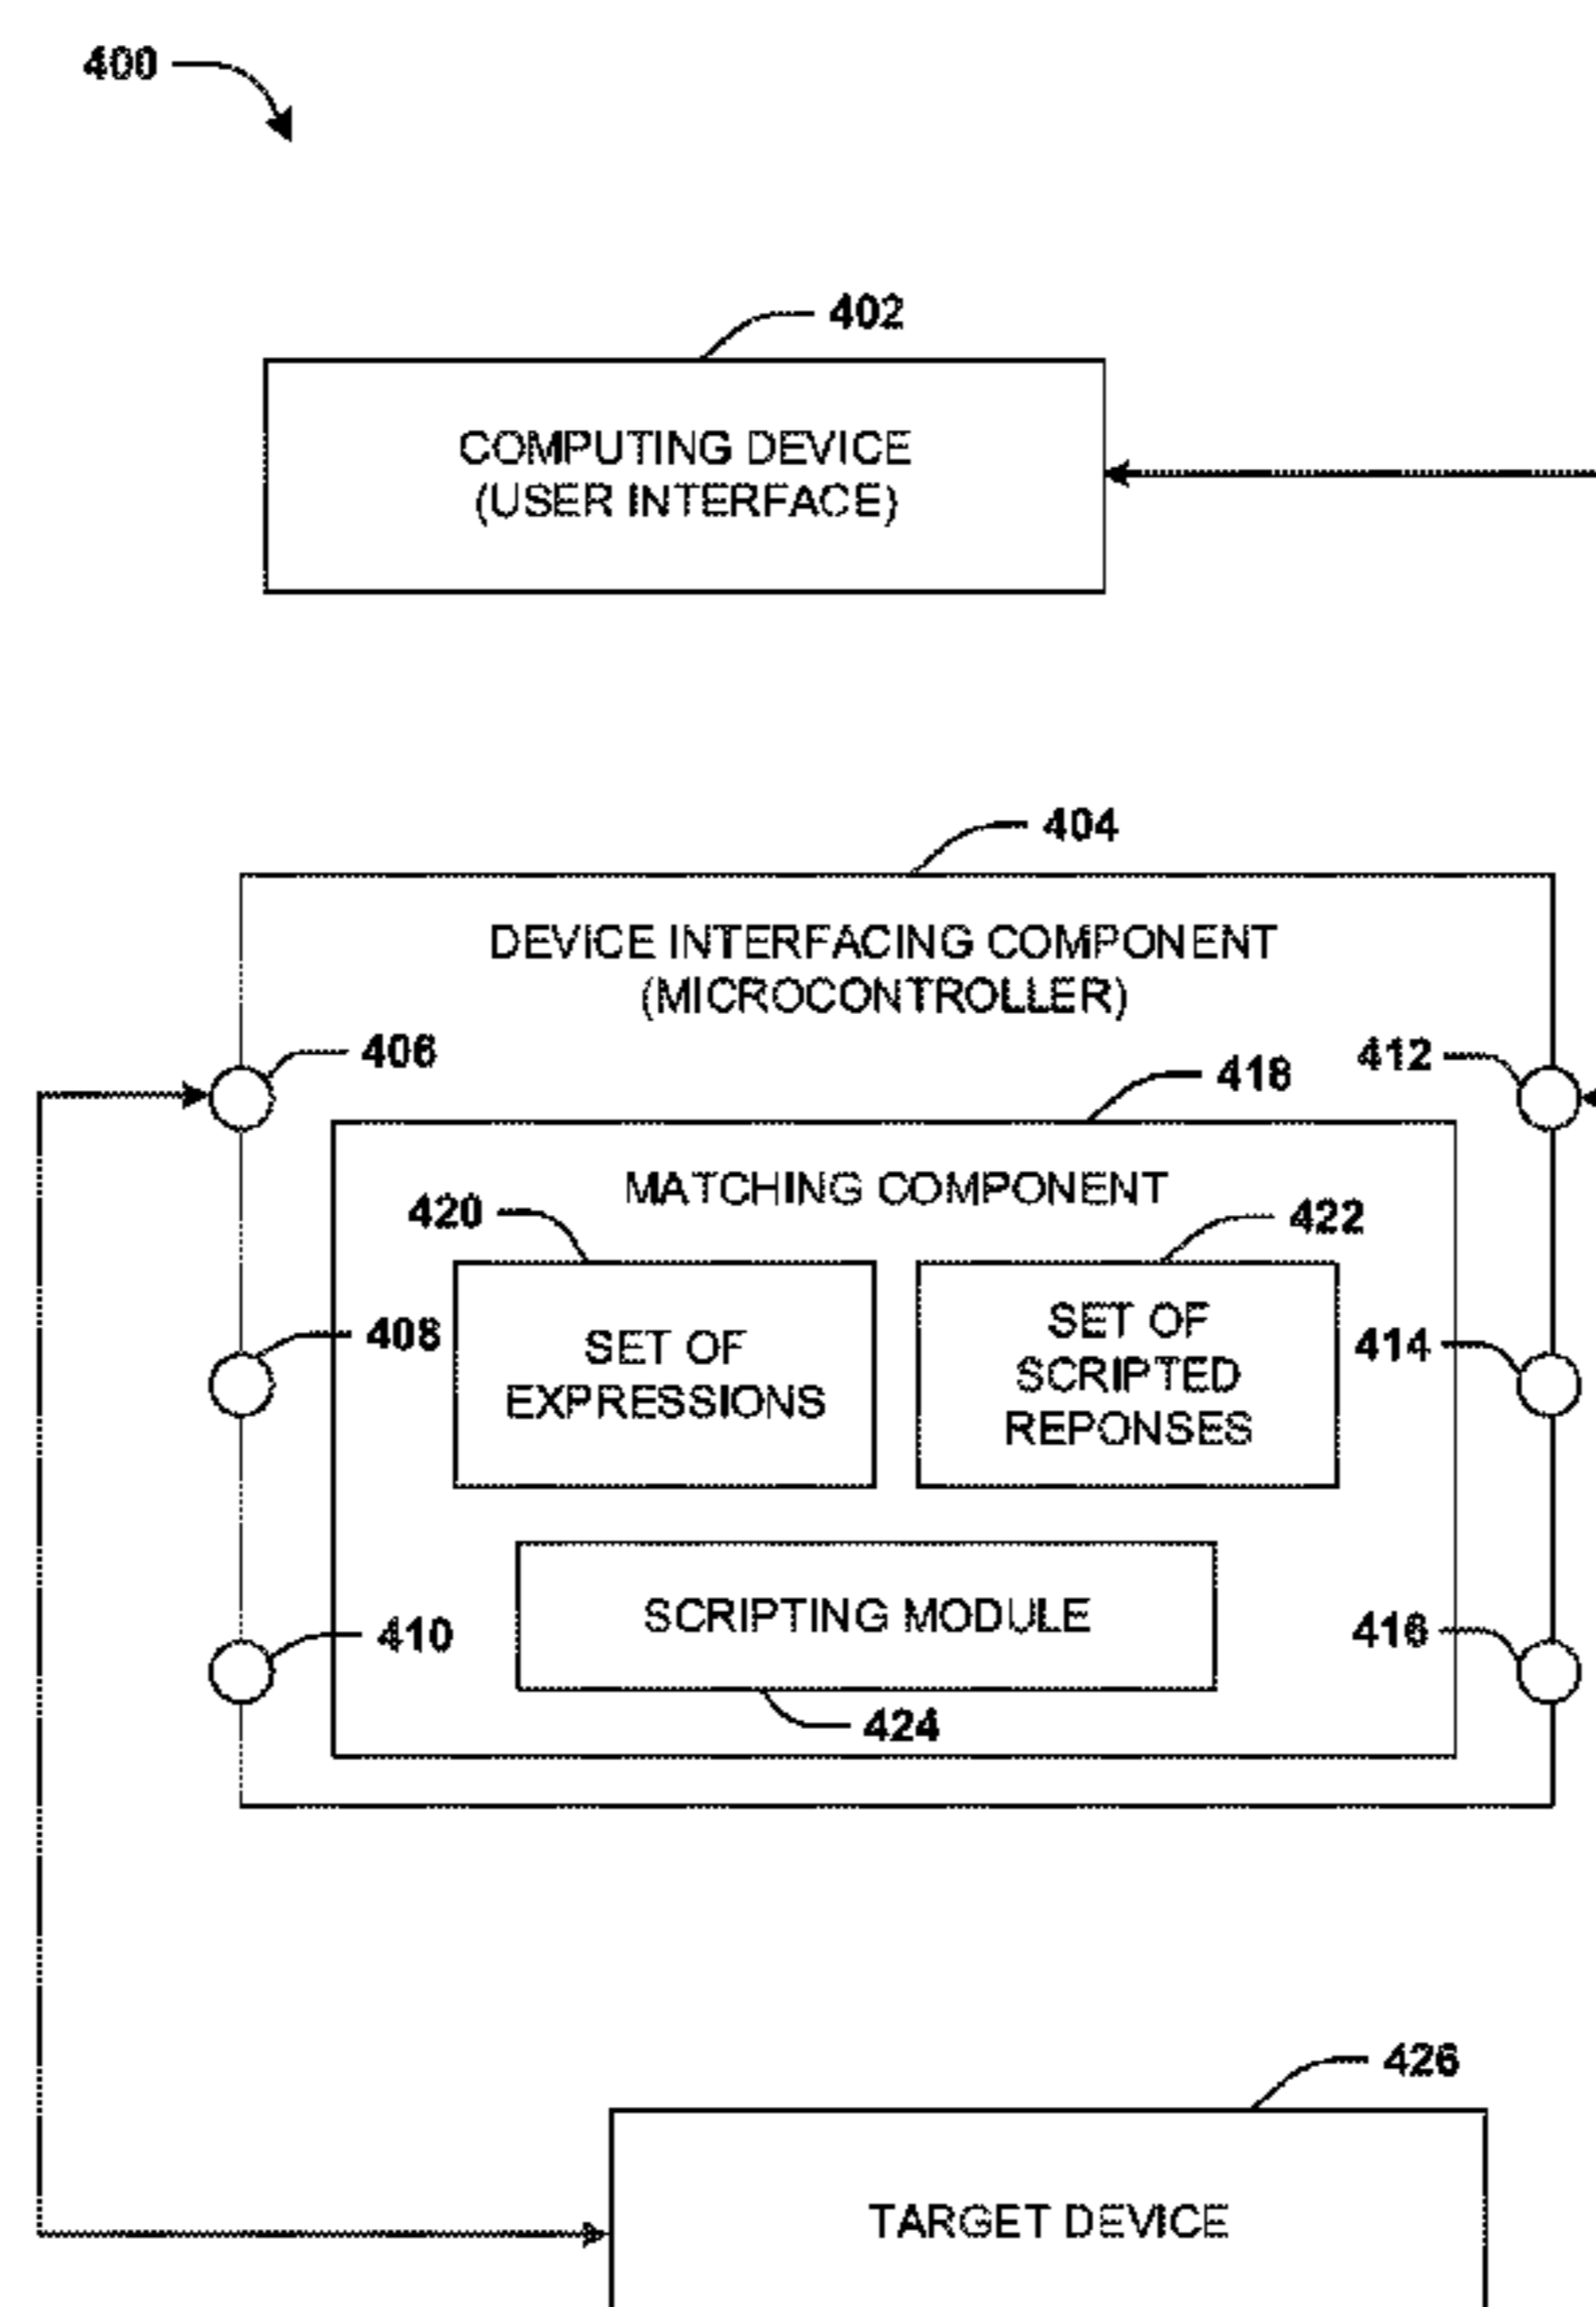 400
402
COMPUTING DEVICE
(USER INTERFACE)
404
DEVICE INTERFACING COMPONENT
(MICROCONTROLLER)
406
412
418
MATCHING COMPONENT
420
422
408
SET OF
EXPRESSIONS
SET OF
SCRIPTED
REPONSES
414
410
SCRIPTING MODULE
416
424
426
TARGET DEVICE